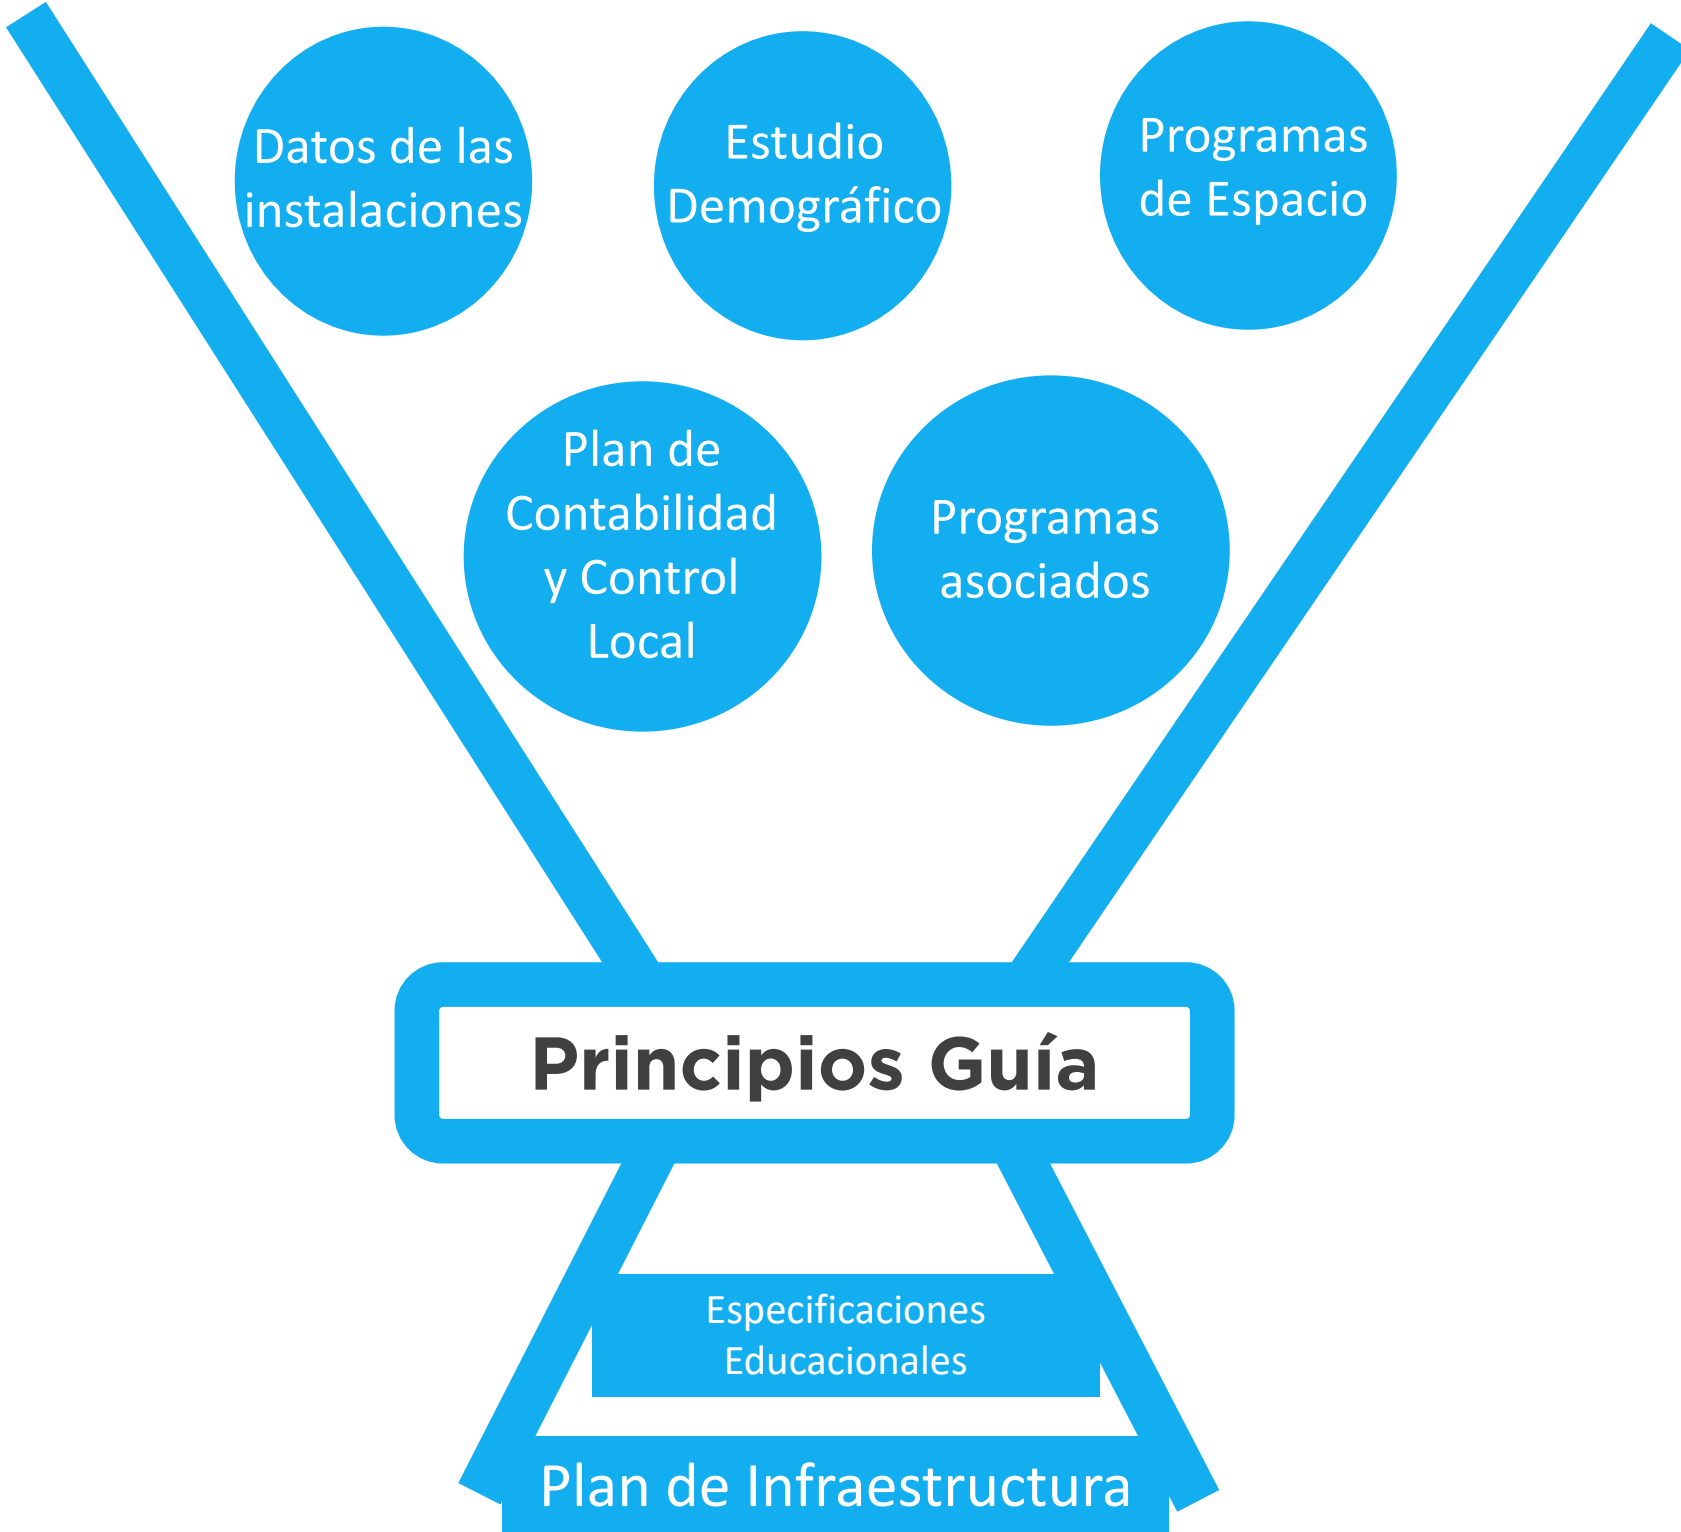 Datos de las
instalaciones
Estudio
Demográfico
Programas
de Espacio
Plan de
Contabilidad
y Control
Local
Programas
asociados
Principios Guía
Especificaciones
Educacionales
Plan de Infraestructura